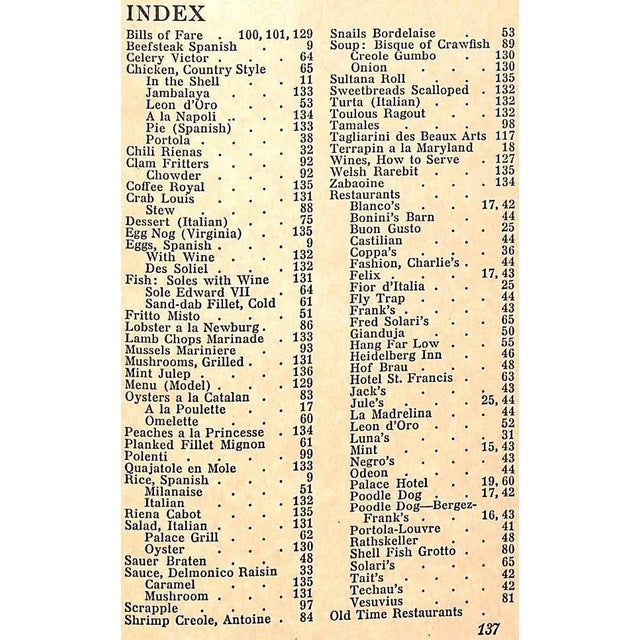 INDEX
Bills of Fare . 100, 101, 129
Beefsteak Spanish . . 9
Celery Victor . . . 64
Chicken, Country Style 65
In the Shell . . . 11
Jambalaya . . . 133
Leon d'Oro . . . 53
A la Napoli .. . . 134
Pie (Spanish) . . 133
Portola . . . . 38
Chili Rienas . . . 32
Clam Fritters . . . 92
Chowder . . . 92
Coffee Royal . . . 135
Crab Louis . . . 131
Stew . . . . 88
Dessert (Italian) . . 75
Egg Nog (Virginia) . . 135
Eggs, Spanish . . . 9
With Wine . . . 132
Des Soliel . . . 132
Fish: Soles with Wine 131
Sole Edward VII . 64
Sand-dab Fillet, Cold 61
Fritto Misto . . . 51
Lobster a la Newburg . . 86
Lamb Chops Marinade . 133
Mussels Mariniere . . 93
Mushrooms, Grilled . . 131
Mint Julep . . . 136
Menu (Model) . . . 129
Oysters a la Catalan . 83
A la Poulette . . 17
Omelette . . . 60
Peaches a la Princesse . 134
Planked Fillet Mignon 61
Polenti . . . . 99
Quajatole en Mole . . 133
Rice, Spanish . . . 9
Milanaise . . . 51
Italian . . . . 132
Riena Cabot . . . 135
Salad, Italian . . . 131
Palace Grill . . 62
Oyster . . . . 130
Sauer Braten . . . 48
Sauce, Delmonico Raisin 33
Caramel . . . 135
Mushroom . . . 131
Scrapple . . . . 97
Shrimp Creole, Antoine . 84
Snails Bordelaise . . 53
Soup: Bisque of Crawfish 89
Creole Gumbo . . 130
Onion . . . . 130
Sultana Roll . . . 135
Sweetbreads Scalloped . 132
Turta (Italian) . . . 132
Toulous Ragout . . . 132
Tamales . . . . 98
Tagliarini des Beaux Arts 117
Terrapin a la Maryland 18
Wines, How to Serve . 127
Welsh Rarebit . . . 135
Zabaoine . . . . 134
Restaurants
Blanco's . . . 17, 42
Bonini's Barn . . 44
Buon Gusto . . . 25
Castilian . . . 44
Coppa's . . . . 36
Fashion, Charlie's . . 44
Felix . . . . 17, 43
Fior d'Italia . . . 25
Fly Trap . . . 44
Frank's . . . . 43
Fred Solari's . . 65
Gianduja . . . 50
Hang Far Low . . 55
Heidelberg Inn . . 46
Hof Brau . . . 48
Hotel St. Francis . . 63
Jack's . . . . 43
Jule's . . . . 25, 44
La Madrelina . . 44
Leon d'Oro . . . 52
Luna's . . . . 31
Mint . . . . 15, 43
Negro's . . . . 43
Odeon . . . . 44
Palace Hotel . . 19, 60
Poodle Dog . . . 17, 42
Poodle Dog—Bergez-
Frank's . . . 16, 43
Portola-Louvre . . 41
Rathskeller . . . 48
Shell Fish Grotto . . 80
Solari's . . . . 65
Tait's . . . . 42
Techau's . . . 42
Vesuvius . . . 81
Old Time Restaurants .
137